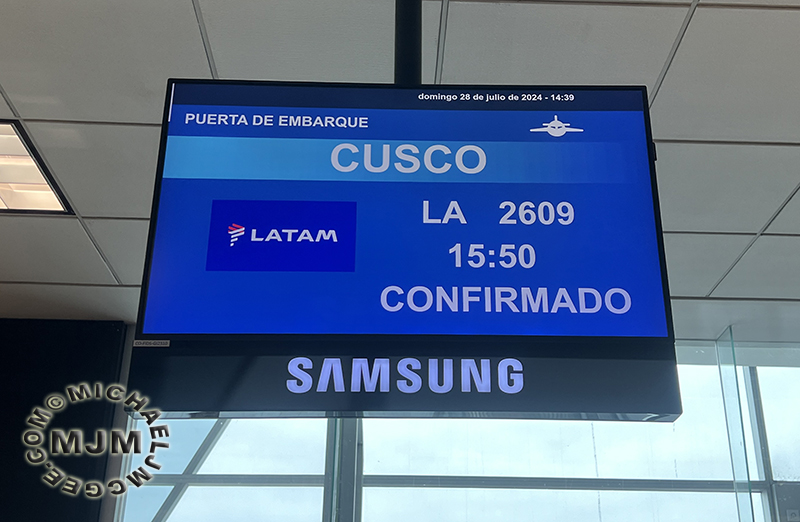 domingo 28 de julio de 2024 - 14:39
PUERTA DE EMBARQUE
CUSCO
LATAM
LA 2609
15:50
CONFIRMADO
SAMSUNG
©MICHAELJMCGEE.COM
MJM